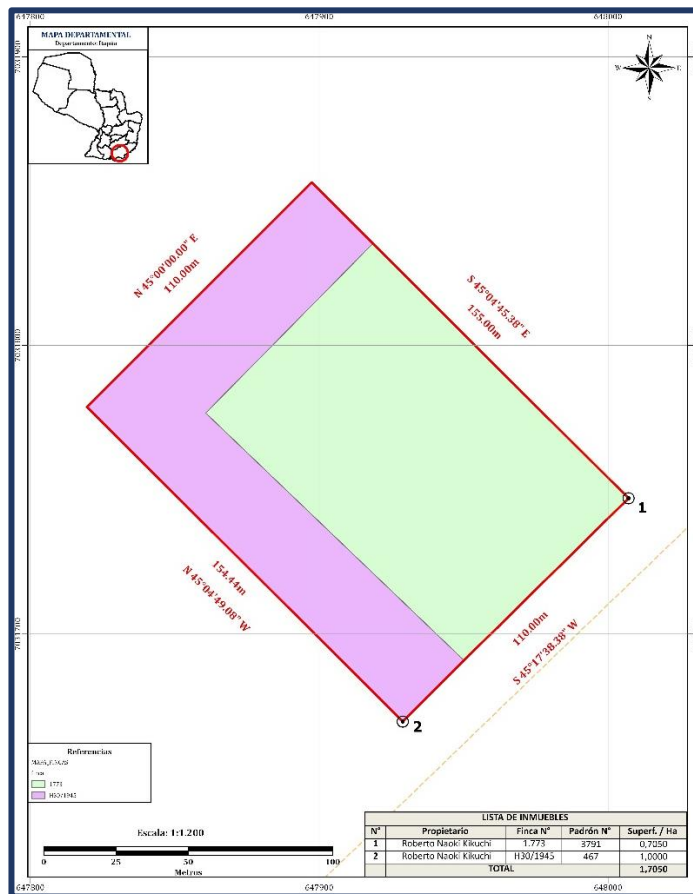 647800 647900 648000
MAPA DEPARTAMENTAL
Departamento: Itapúa
N
W E
S
7031900
N 45°00'00.00" E
110.00m
S 45°04'45.38" E
155.00m
7031800
1
154.44m
N 45°04'49.08" W
110.00m
S 45°17'38.38" W
7031700
2
Referencias
1773
H30/1945
Escala: 1:1.200
0 25 50 100
Metros
LISTA DE INMUEBLES
N° Propietario Finca N° Padrón N° Superf. / Ha
1 Roberto Naoki Kikuchi 1.773 3791 0,7050
2 Roberto Naoki Kikuchi H30/1945 467 1,0000
TOTAL 1,7050
647800 647900 648000